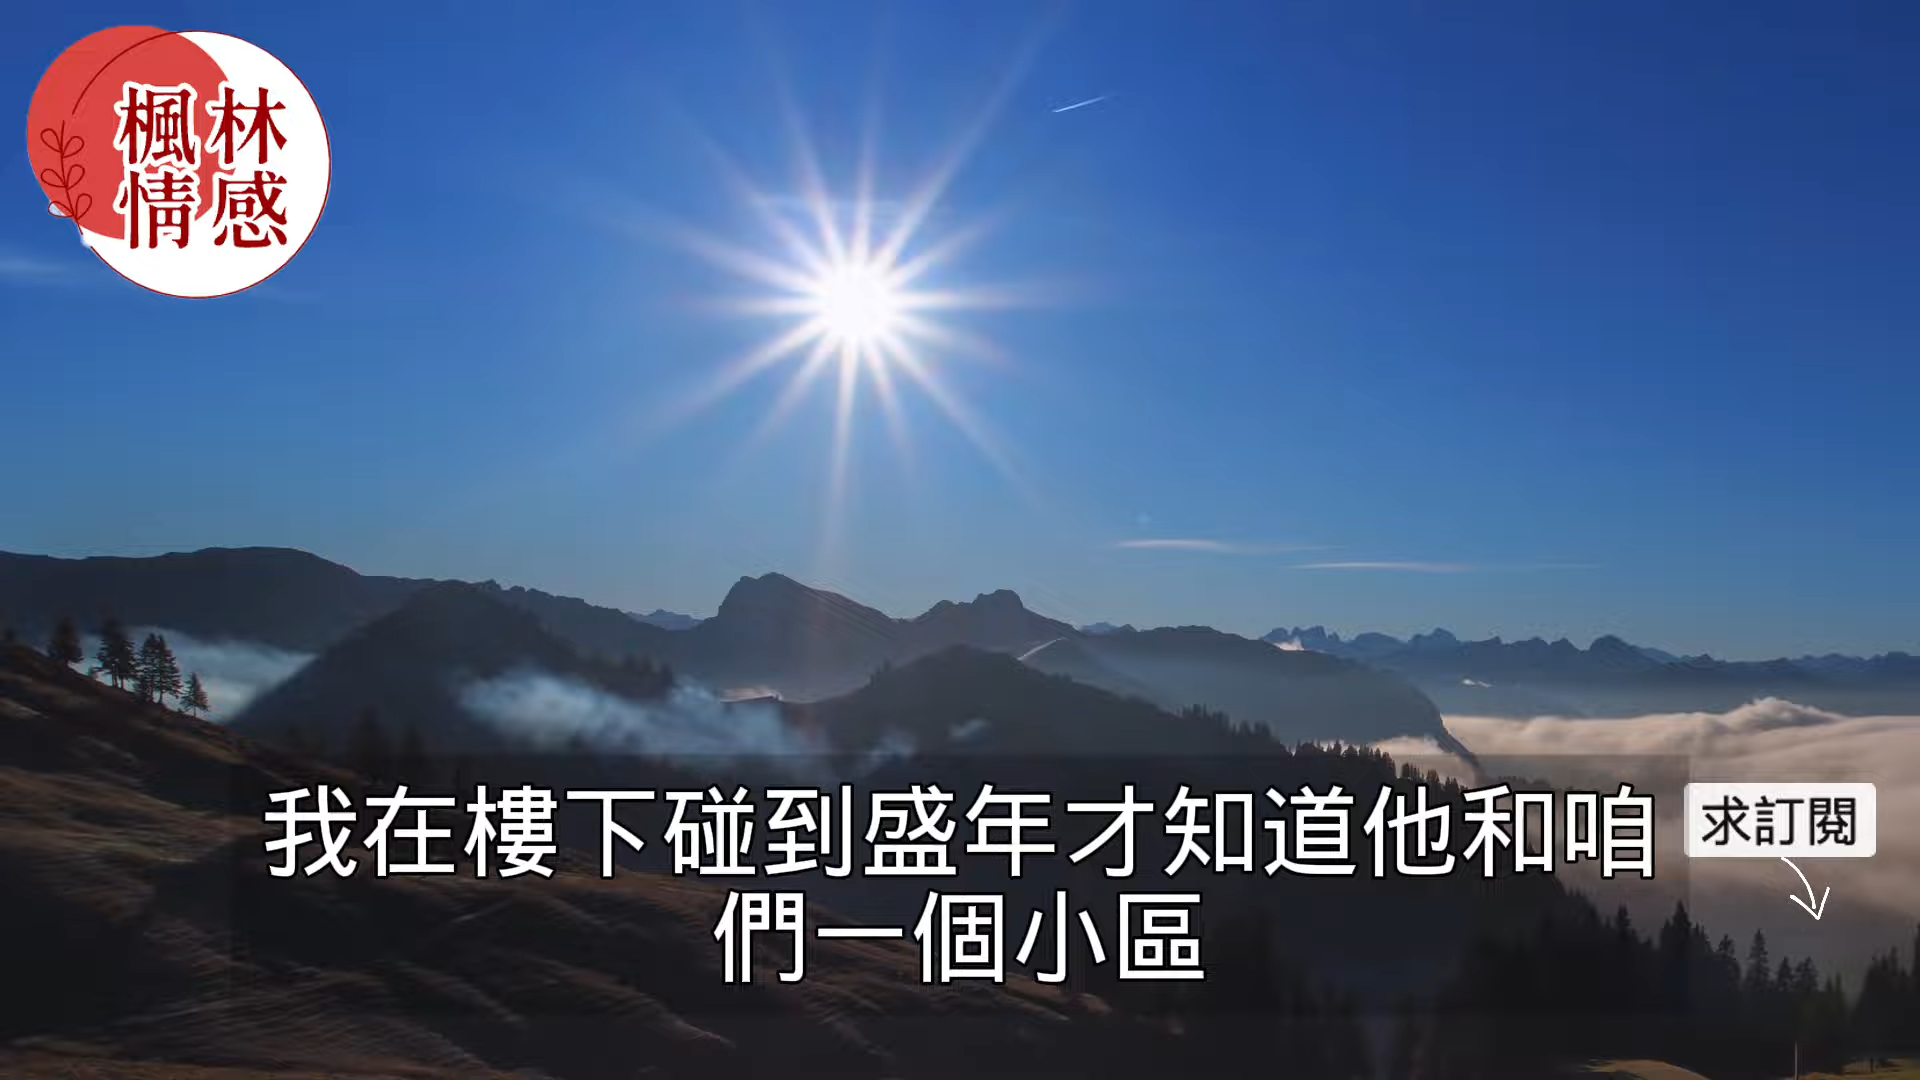 楓林
情感
我在樓下碰到盛年才知道他和咱
們一個小區
求訂閱